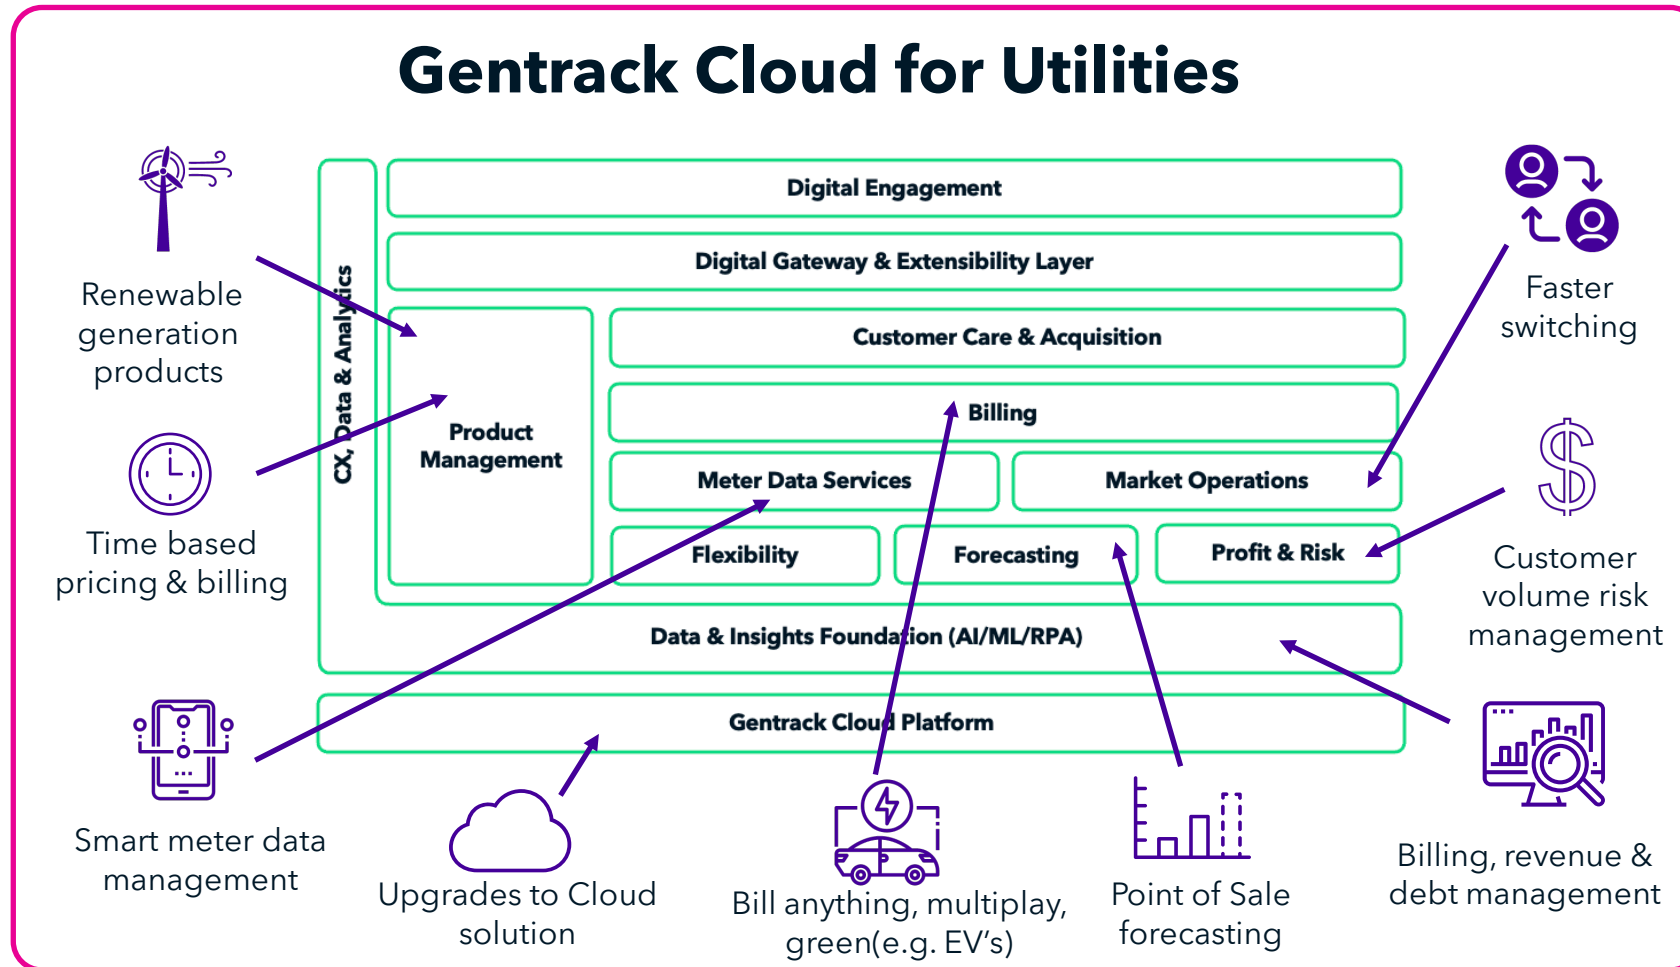 Gentrack Cloud for Utilities
Digital Engagement
Digital Gateway & Extensibility Layer
CX, Data & Analytics
Product
Management
Customer Care & Acquisition
Billing
Meter Data Services
Market Operations
Flexibility
Forecasting
Profit & Risk
Data & Insights Foundation (AI/ML/RPA)
Gentrack Cloud Platform
Renewable
generation
products
Time based
pricing & billing
Smart meter data
management
Upgrades to Cloud
solution
Bill anything, multiplay,
green(e.g. EV's)
Point of Sale
forecasting
Faster
switching
$
Customer
volume risk
management
Billing, revenue &
debt management